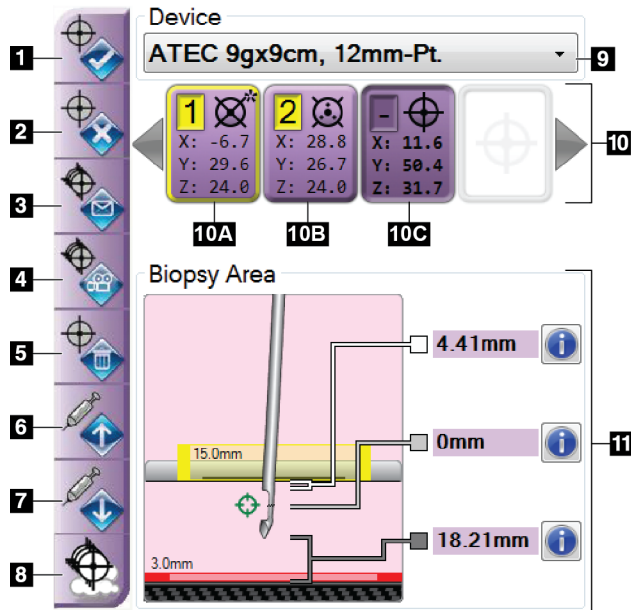 Device
1
ATEC 9gx9cm, 12mm-Pt.
9
2
1
X: -6.7
Y: 29.6
Z: 24.0
2
X: 28.8
Y: 26.7
Z: 24.0
-
X: 11.6
Y: 50.4
Z: 31.7
10
3
10A
10B
10C
4
Biopsy Area
5
4.41mm
6
15.0mm
0mm
11
7
18.21mm
8
3.0mm